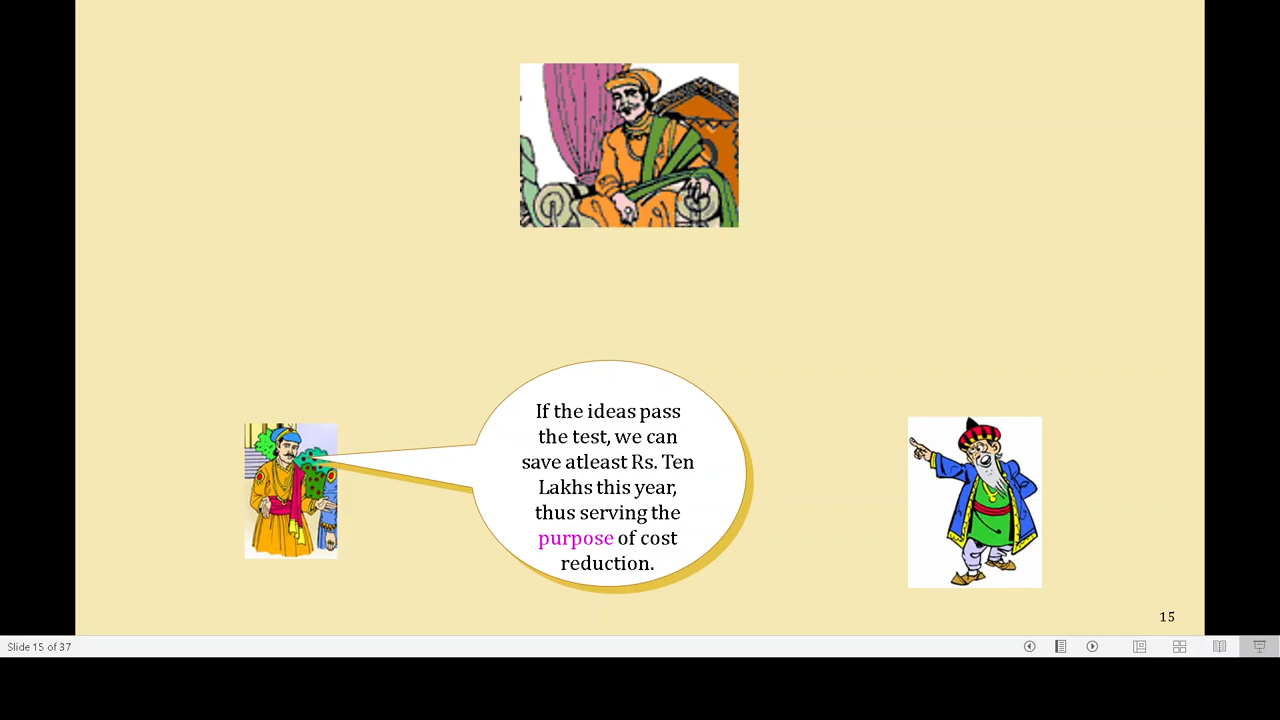 If the ideas pass
the test, we can
save atleast Rs. Ten
Lakhs this year,
thus serving the
purpose of cost
reduction.
15
Slide 15 of 37